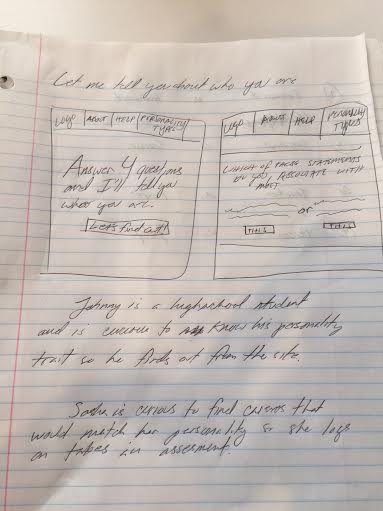 Let me tell you about who you are
LOGO | ABOUT | HELP | PERSONALITY TYPES
Answer 4 questions
and I'll tell you
who you are.
Let's find out!
LOGO | ABOUT | HELP | PERSONALITY TYPES
WHICH OF THESE STATEMENTS
DO YOU RESONATE WITH
MOST
or
THIS THIS
Johnny is a highschool student
and is curious to know his personality
trait so he finds out from the site.
Sasha is curious to find careers that
would match her personality so she logs
on takes an assesment.